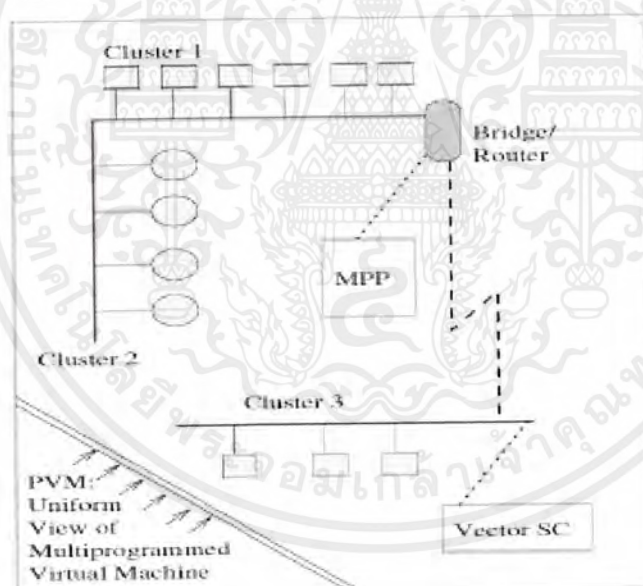 Cluster 1
Bridge/
Router
MPP
Cluster 2
Cluster 3
PVM:
Uniform
View of
Multiprogrammed
Virtual Machine
Vector SC